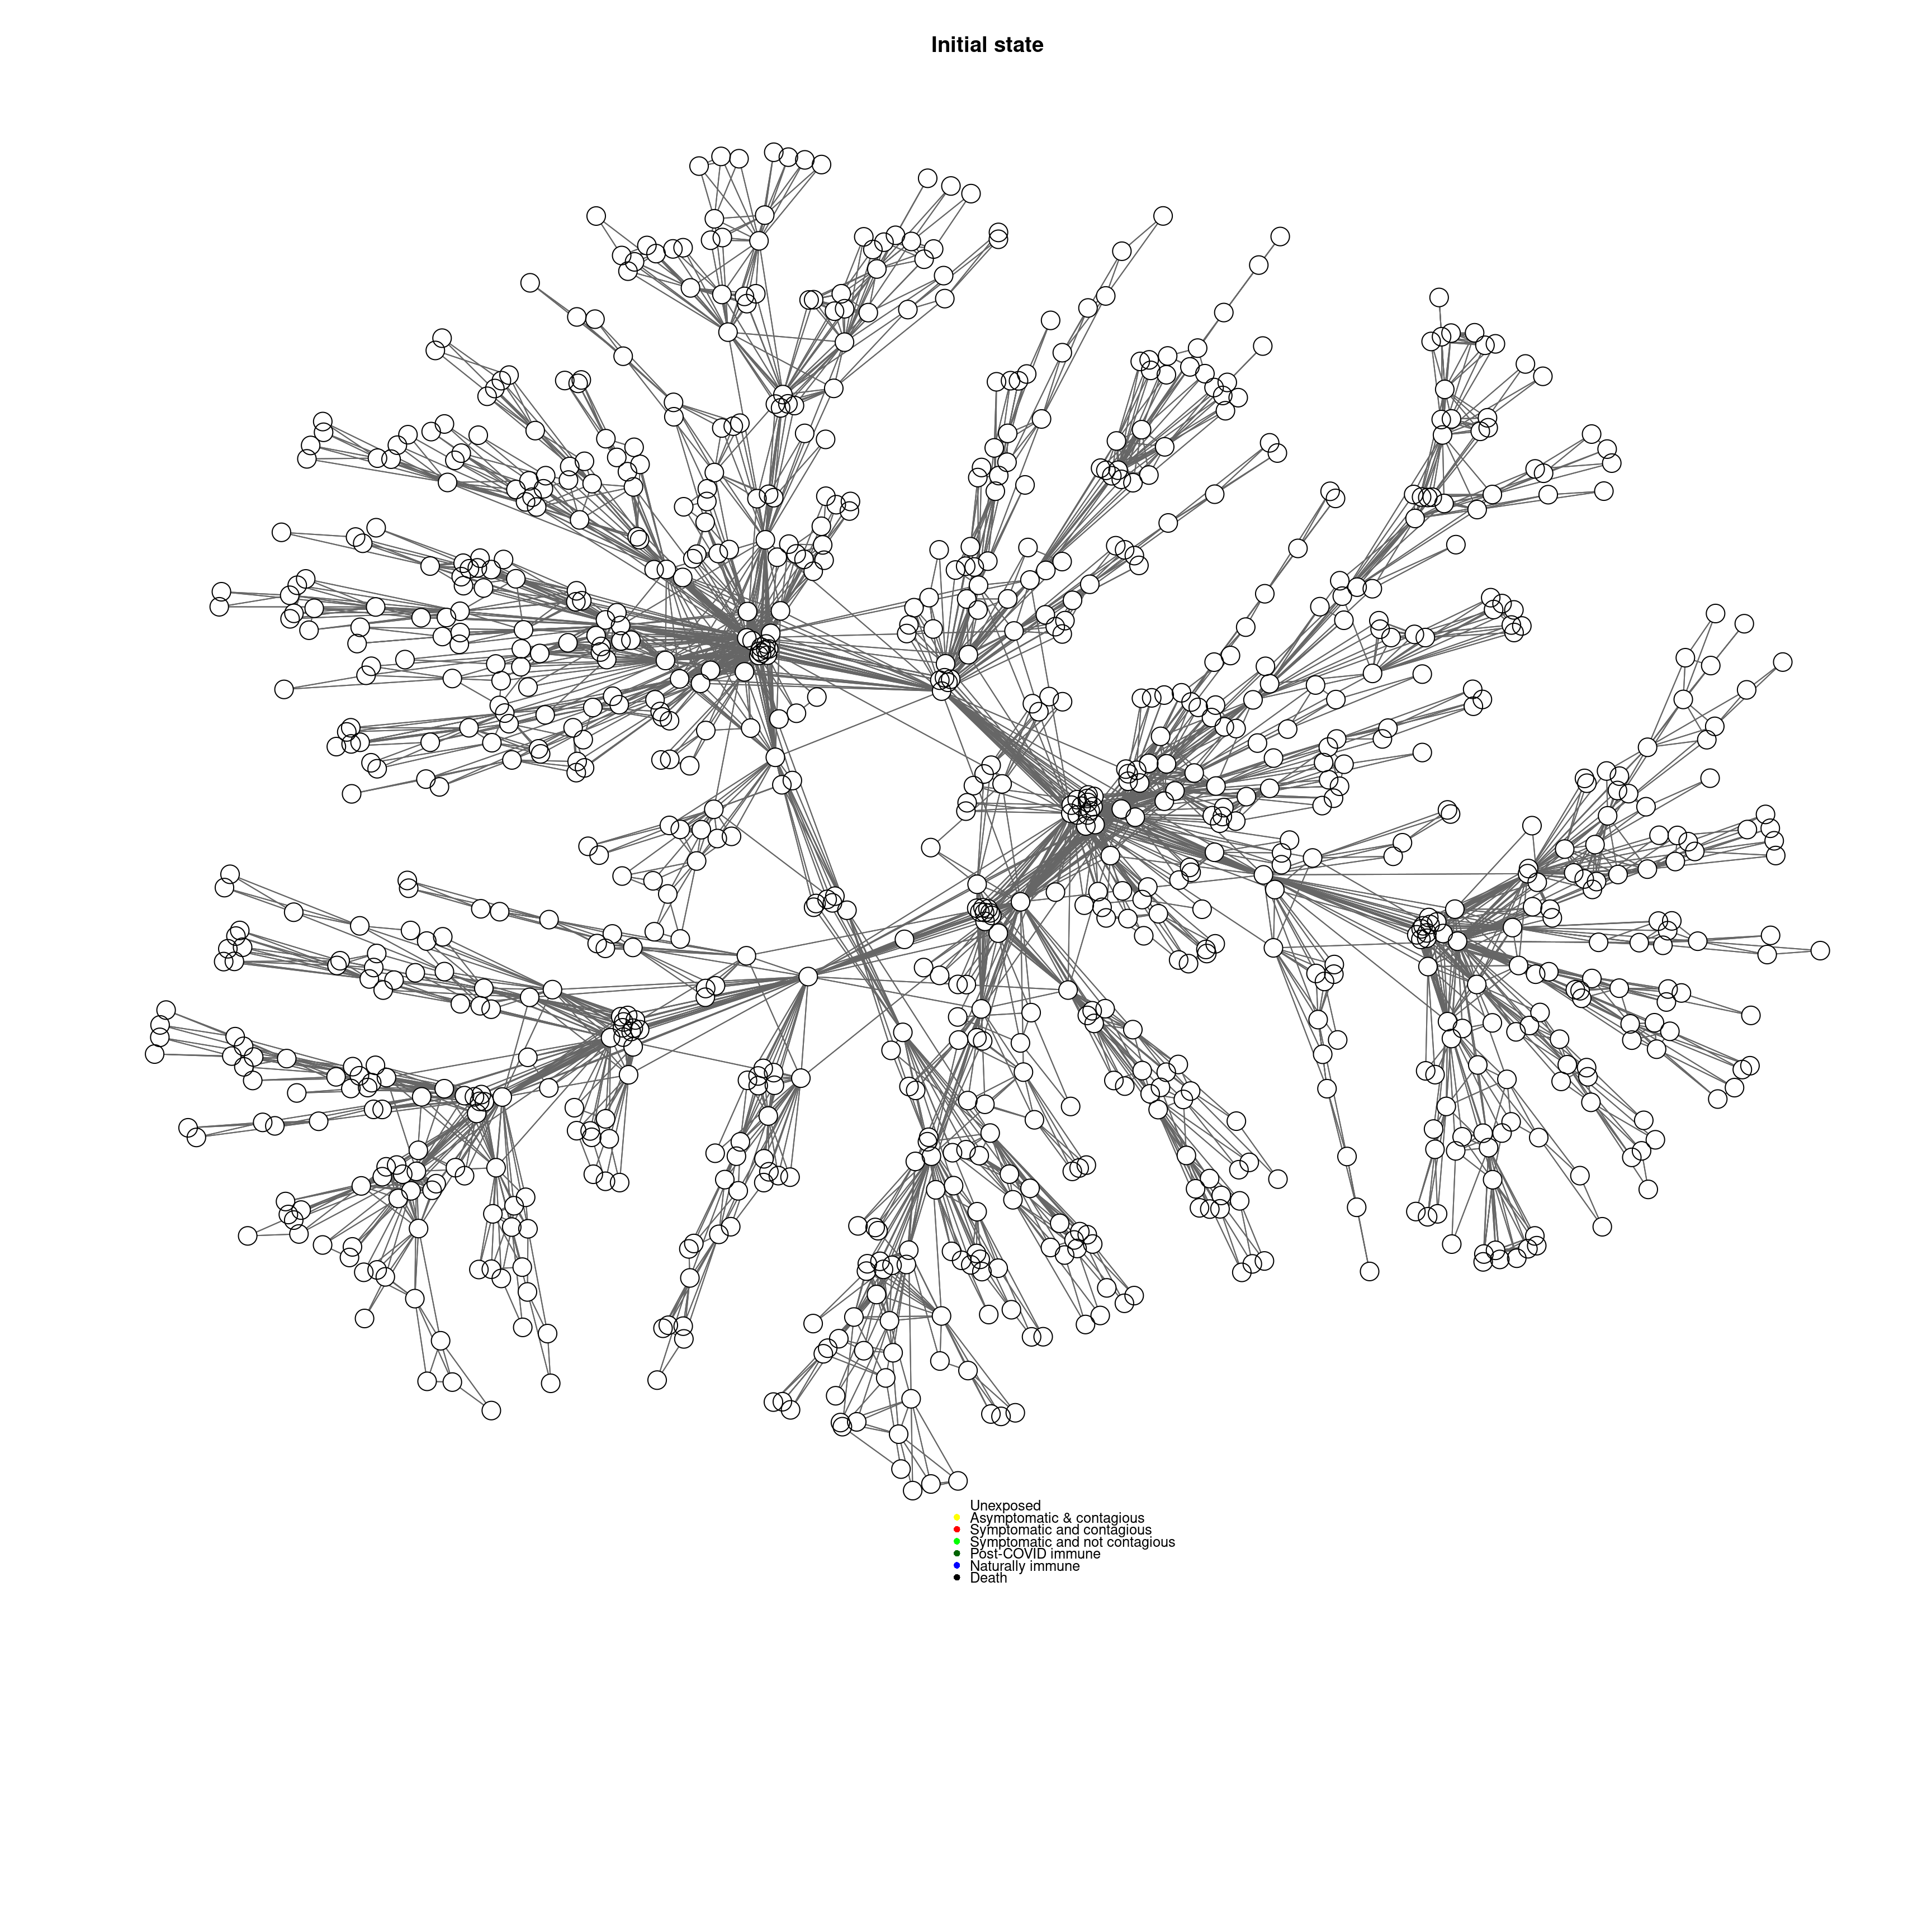 Initial state
Unexposed
Asymptomatic & contagious
Symptomatic and contagious
Symptomatic and not contagious
Post-COVID immune
Naturally immune
Death